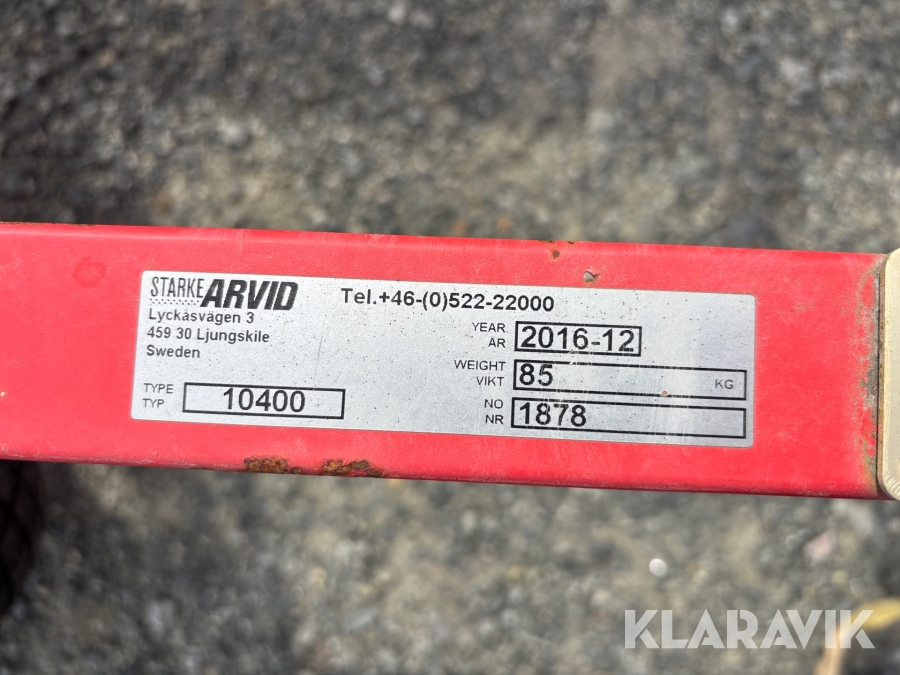 STARKE ARVID
Tel.+46-(0)522-22000
Lyckåsvägen 3
459 30 Ljungskile
Sweden
YEAR
AR
2016-12
WEIGHT
VIKT
85 KG
TYPE
TYP
10400
NO
NR
1878
KLARAVIK